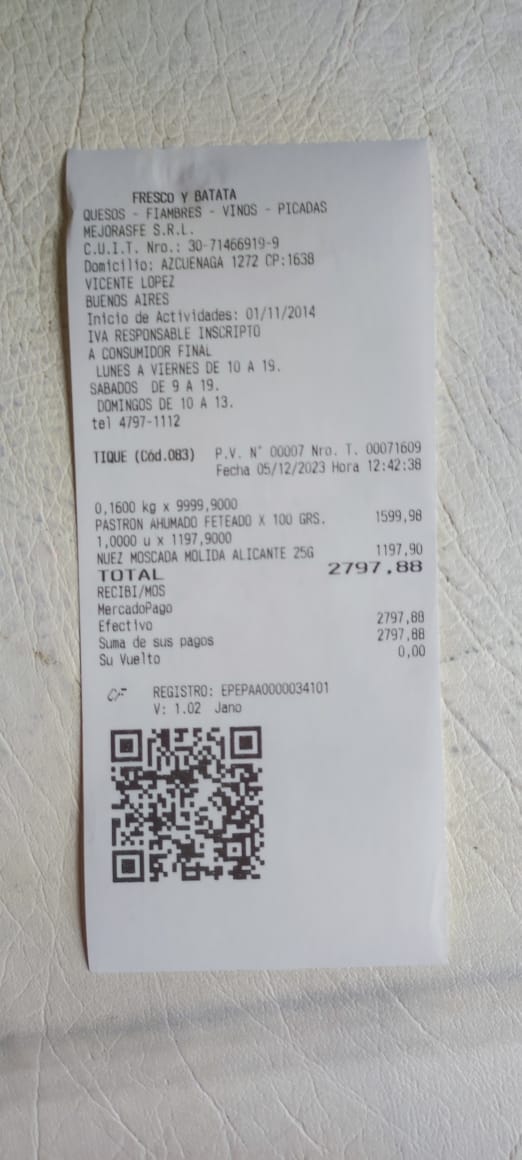 FRESCO Y BATATA
QUESOS - FIAMBRES - VINOS - PICADAS
MEJORASFE S.R.L.
C.U.I.T. Nro.: 30-71466919-9
Domicilio: AZCUENAGA 1272 CP:1638
VICENTE LOPEZ
BUENOS AIRES
Inicio de Actividades: 01/11/2014
IVA RESPONSABLE INSCRIPTO
A CONSUMIDOR FINAL
LUNES A VIERNES DE 10 A 19.
SABADOS DE 9 A 19.
DOMINGOS DE 10 A 13.
tel 4797-1112
TIQUE (Cód.083) P.V. N° 00007 Nro. T. 00071609
Fecha 05/12/2023 Hora 12:42:38
0,1600 kg x 9999,9000
PASTRON AHUMADO FETEADO X 100 GRS. 1599,98
1,0000 u x 1197,9000
NUEZ MOSCADA MOLIDA ALICANTE 25G 1197,90
TOTAL 2797,88
RECIBI/MOS
MercadoPago
Efectivo 2797,88
Suma de sus pagos 2797,88
Su Vuelto 0,00
CF REGISTRO: EPEPAA0000034101
V: 1.02 Jano